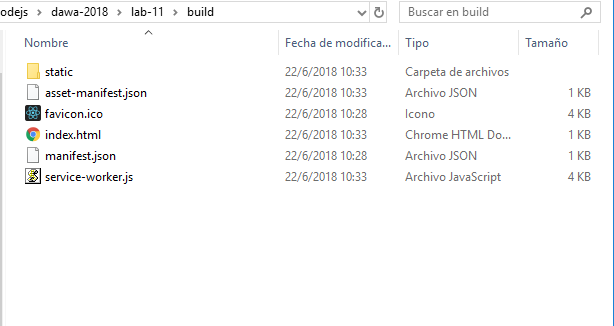 odejs > dawa-2018 > lab-11 > build
Buscar en build
Nombre Fecha de modifica... Tipo Tamaño
static 22/6/2018 10:33 Carpeta de archivos
asset-manifest.json 22/6/2018 10:33 Archivo JSON 1 KB
favicon.ico 22/6/2018 10:28 Icono 4 KB
index.html 22/6/2018 10:33 Chrome HTML Do... 1 KB
manifest.json 22/6/2018 10:28 Archivo JSON 1 KB
service-worker.js 22/6/2018 10:33 Archivo JavaScript 4 KB